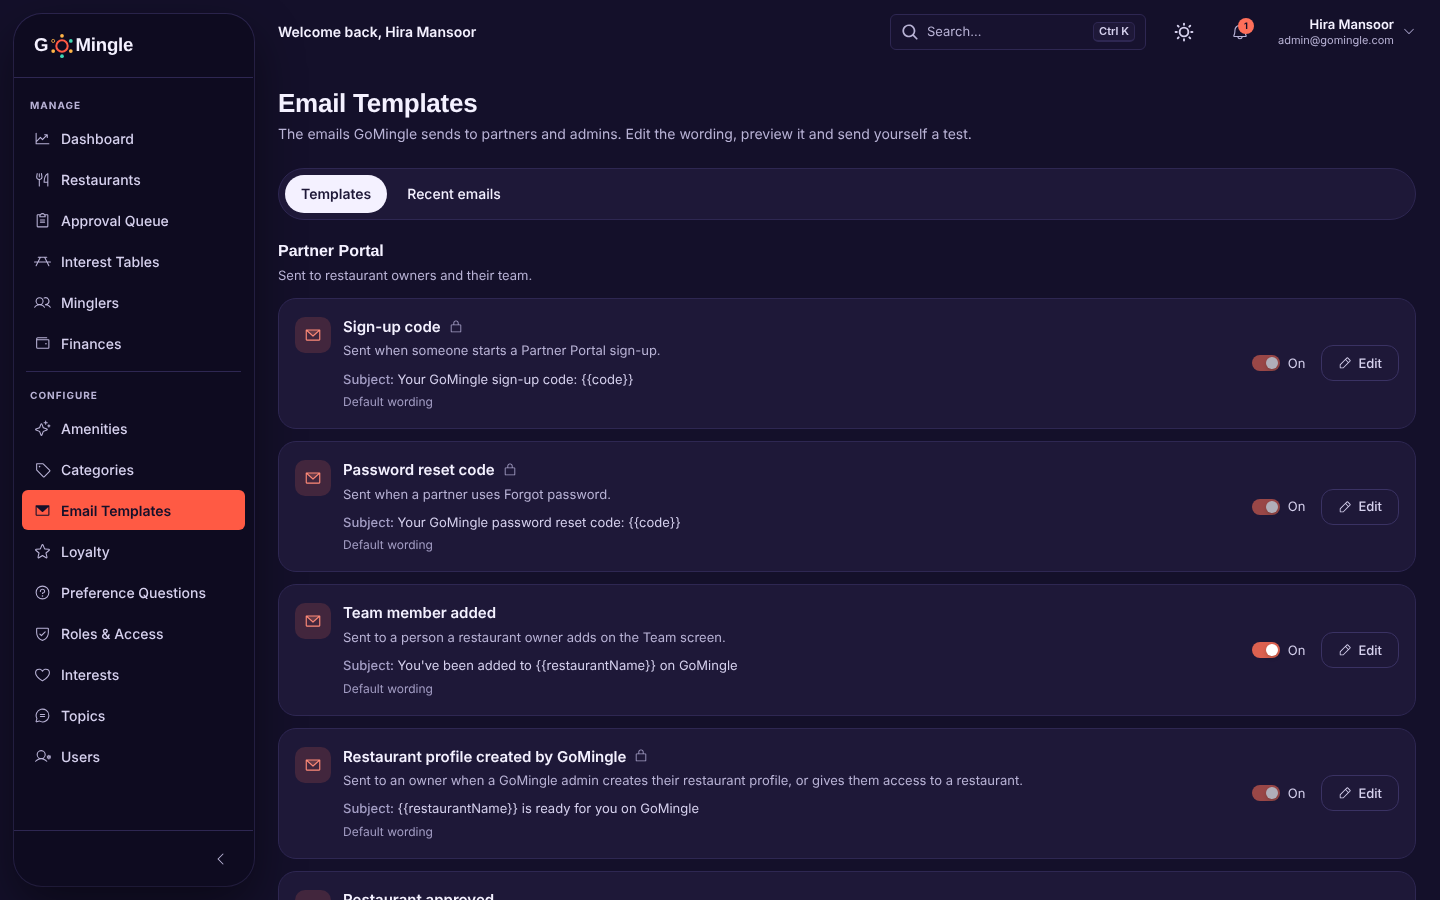 GoMingle
Welcome back, Hira Mansoor
Search...
Ctrl K
1
Hira Mansoor
admin@gomingle.com
MANAGE
Dashboard
Restaurants
Approval Queue
Interest Tables
Minglers
Finances
CONFIGURE
Amenities
Categories
Email Templates
Loyalty
Preference Questions
Roles & Access
Interests
Topics
Users
Email Templates
The emails GoMingle sends to partners and admins. Edit the wording, preview it and send yourself a test.
Templates
Recent emails
Partner Portal
Sent to restaurant owners and their team.
Sign-up code
Sent when someone starts a Partner Portal sign-up.
Subject: Your GoMingle sign-up code: {{code}}
Default wording
On
Edit
Password reset code
Sent when a partner uses Forgot password.
Subject: Your GoMingle password reset code: {{code}}
Default wording
On
Edit
Team member added
Sent to a person a restaurant owner adds on the Team screen.
Subject: You've been added to {{restaurantName}} on GoMingle
Default wording
On
Edit
Restaurant profile created by GoMingle
Sent to an owner when a GoMingle admin creates their restaurant profile, or gives them access to a restaurant.
Subject: {{restaurantName}} is ready for you on GoMingle
Default wording
On
Edit
Restaurant approved